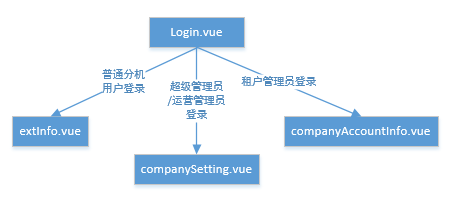 Login.vue
普通分机
用户登录
超级管理员
/运营管理员
登录
租户管理员登录
extInfo.vue
companySetting.vue
companyAccountInfo.vue